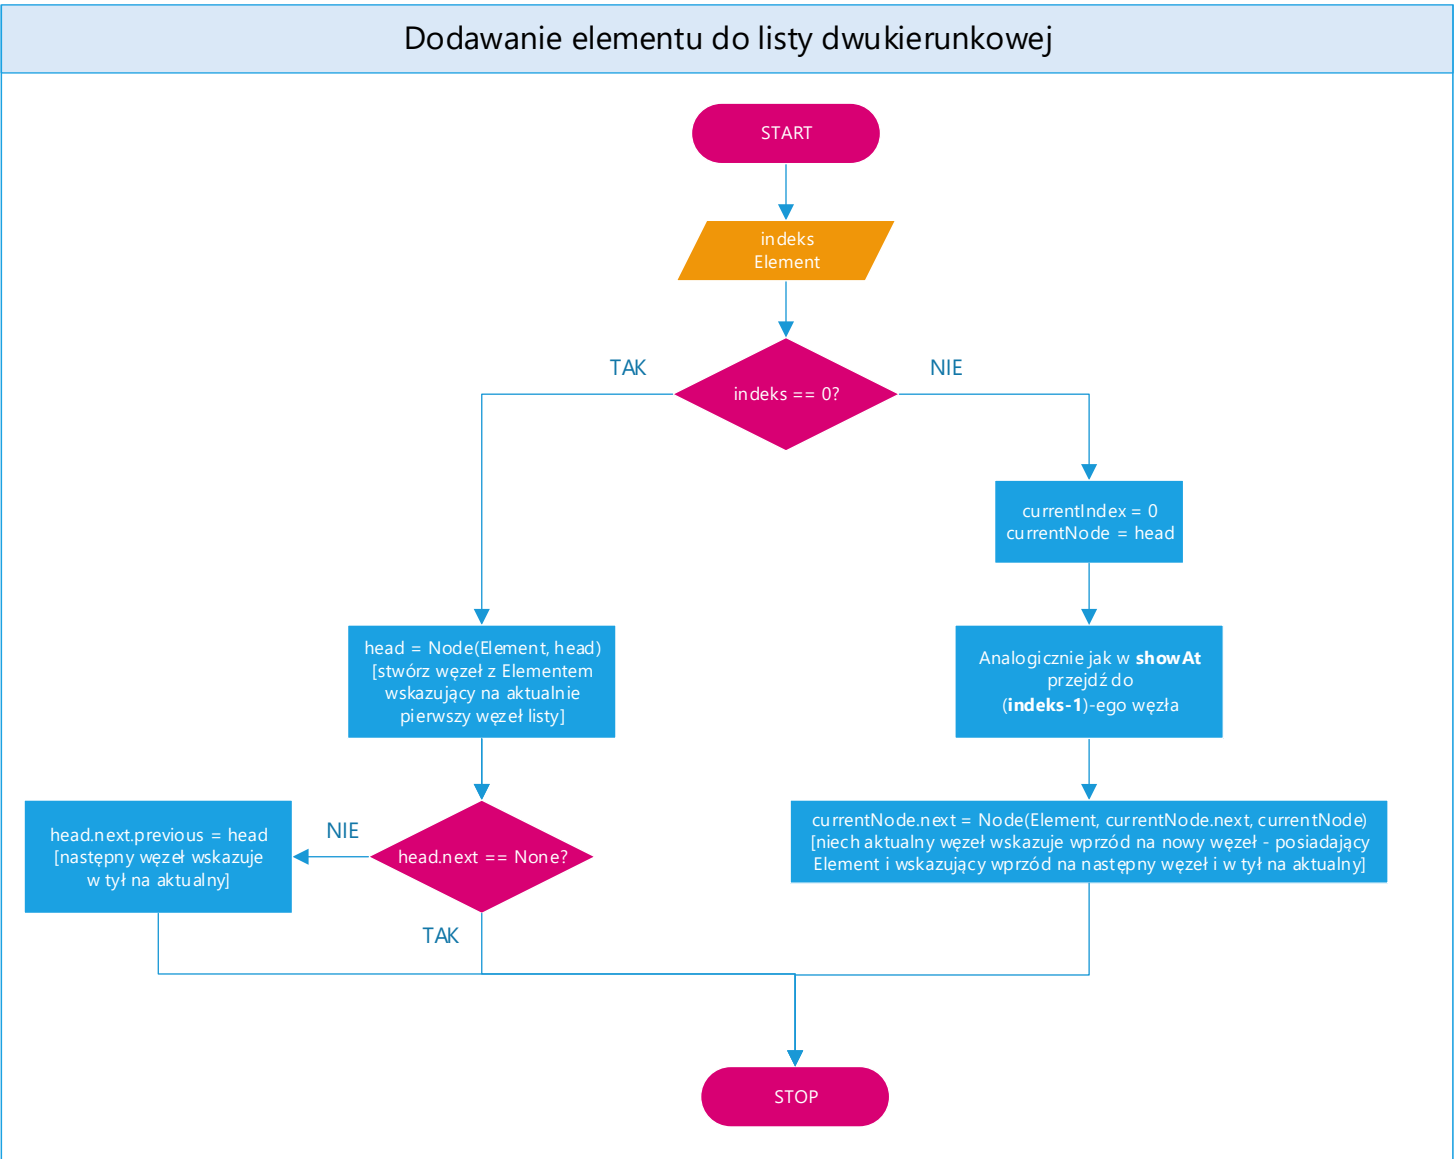 Dodawanie elementu do listy dwukierunkowej
START
indeks
Element
TAK
NIE
indeks == 0?
currentIndex = 0
currentNode = head
head = Node(Element, head)
[stwórz węzeł z Elementem
wskazujący na aktualnie
pierwszy węzeł listy]
Analogicznie jak w showAt
przejdź do
(indeks-1)-ego węzła
head.next.previous = head
[następny węzeł wskazuje
w tył na aktualny]
NIE
head.next == None?
TAK
currentNode.next = Node(Element, currentNode.next, currentNode)
[niech aktualny węzeł wskazuje wprzód na nowy węzeł - posiadający
Element i wskazujący wprzód na następny węzeł i w tył na aktualny]
STOP